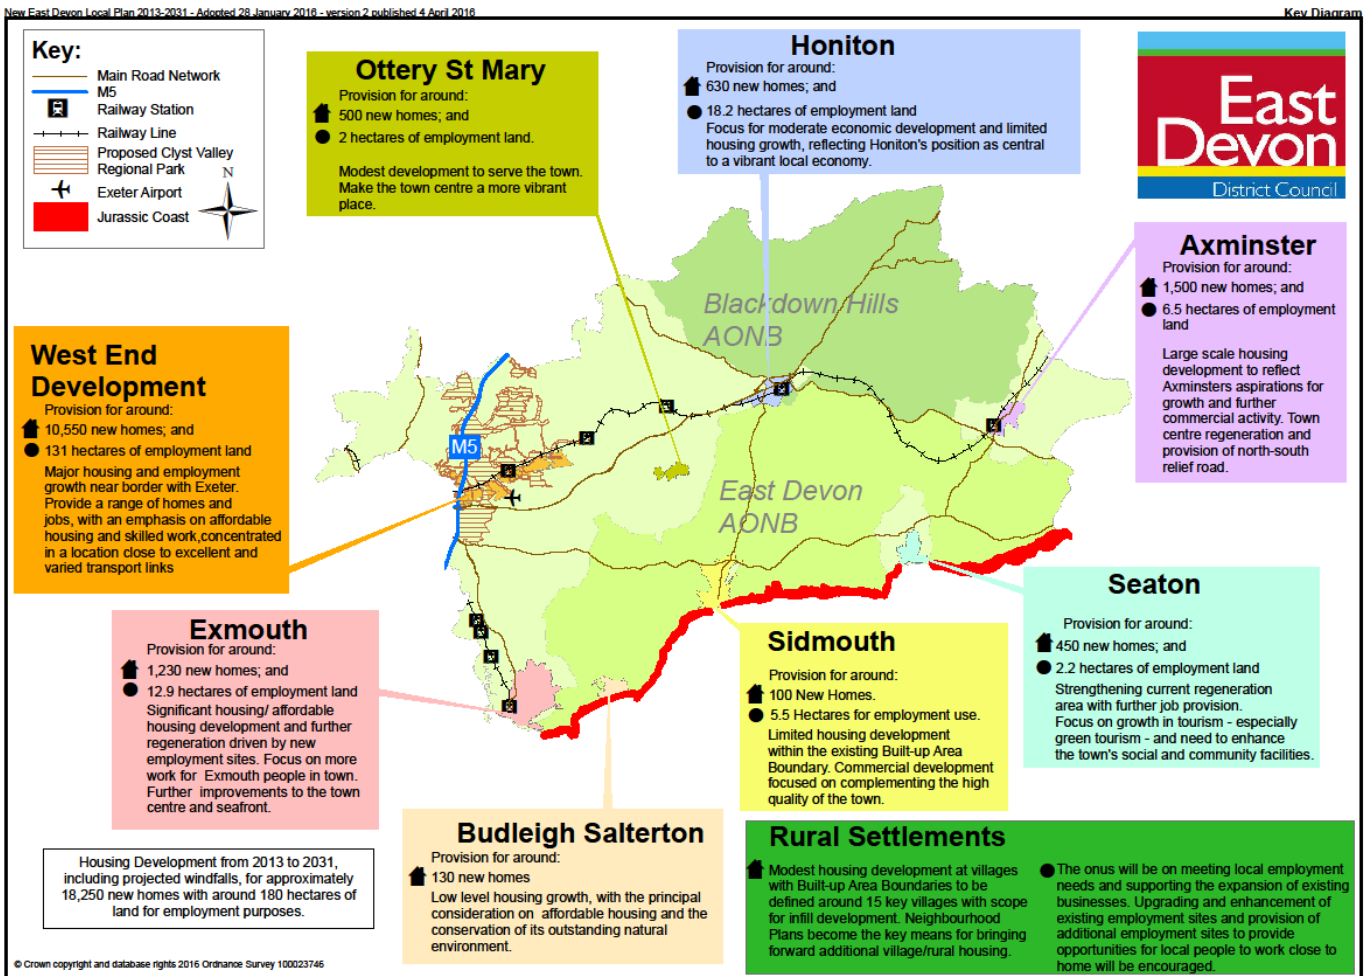 New East Devon Local Plan 2013-2031 - Adopted 28 January 2016 - version 2 published 4 April 2016
Key Diagram
Key:
Main Road Network
M5
Railway Station
Railway Line
Proposed Clyst Valley
Regional Park
N
Exeter Airport
Jurassic Coast
Ottery St Mary
Provision for around:
500 new homes; and
2 hectares of employment land.
Modest development to serve the town.
Make the town centre a more vibrant
place.
Honiton
Provision for around:
630 new homes; and
18.2 hectares of employment land
Focus for moderate economic development and limited
housing growth, reflecting Honiton's position as central
to a vibrant local economy.
East
Devon
District Council
Axminster
Provision for around:
1,500 new homes; and
6.5 hectares of employment
land
Large scale housing
development to reflect
Axminsters aspirations for
growth and further
commercial activity. Town
centre regeneration and
provision of north-south
relief road.
Blackdown Hills
AONB
West End
Development
Provision for around:
10,550 new homes; and
131 hectares of employment land
Major housing and employment
growth near border with Exeter.
Provide a range of homes and
jobs, with an emphasis on affordable
housing and skilled work,concentrated
in a location close to excellent and
varied transport links
M5
East Devon
AONB
Seaton
Provision for around:
450 new homes; and
2.2 hectares of employment land
Strengthening current regeneration
area with further job provision.
Focus on growth in tourism - especially
green tourism - and need to enhance
the town's social and community facilities.
Exmouth
Provision for around:
1,230 new homes; and
12.9 hectares of employment land
Significant housing/ affordable
housing development and further
regeneration driven by new
employment sites. Focus on more
work for Exmouth people in town.
Further improvements to the town
centre and seafront.
Sidmouth
Provision for around:
100 New Homes.
5.5 Hectares for employment use.
Limited housing development
within the existing Built-up Area
Boundary. Commercial development
focused on complementing the high
quality of the town.
Budleigh Salterton
Provision for around:
130 new homes
Low level housing growth, with the principal
consideration on affordable housing and the
conservation of its outstanding natural
environment.
Rural Settlements
Modest housing development at villages
with Built-up Area Boundaries to be
defined around 15 key villages with scope
for infill development. Neighbourhood
Plans become the key means for bringing
forward additional village/rural housing.
The onus will be on meeting local employment
needs and supporting the expansion of existing
businesses. Upgrading and enhancement of
existing employment sites and provision of
additional employment sites to provide
opportunities for local people to work close to
home will be encouraged.
Housing Development from 2013 to 2031,
including projected windfalls, for approximately
18,250 new homes with around 180 hectares of
land for employment purposes.
© Crown copyright and database rights 2016 Ordnance Survey 100023746